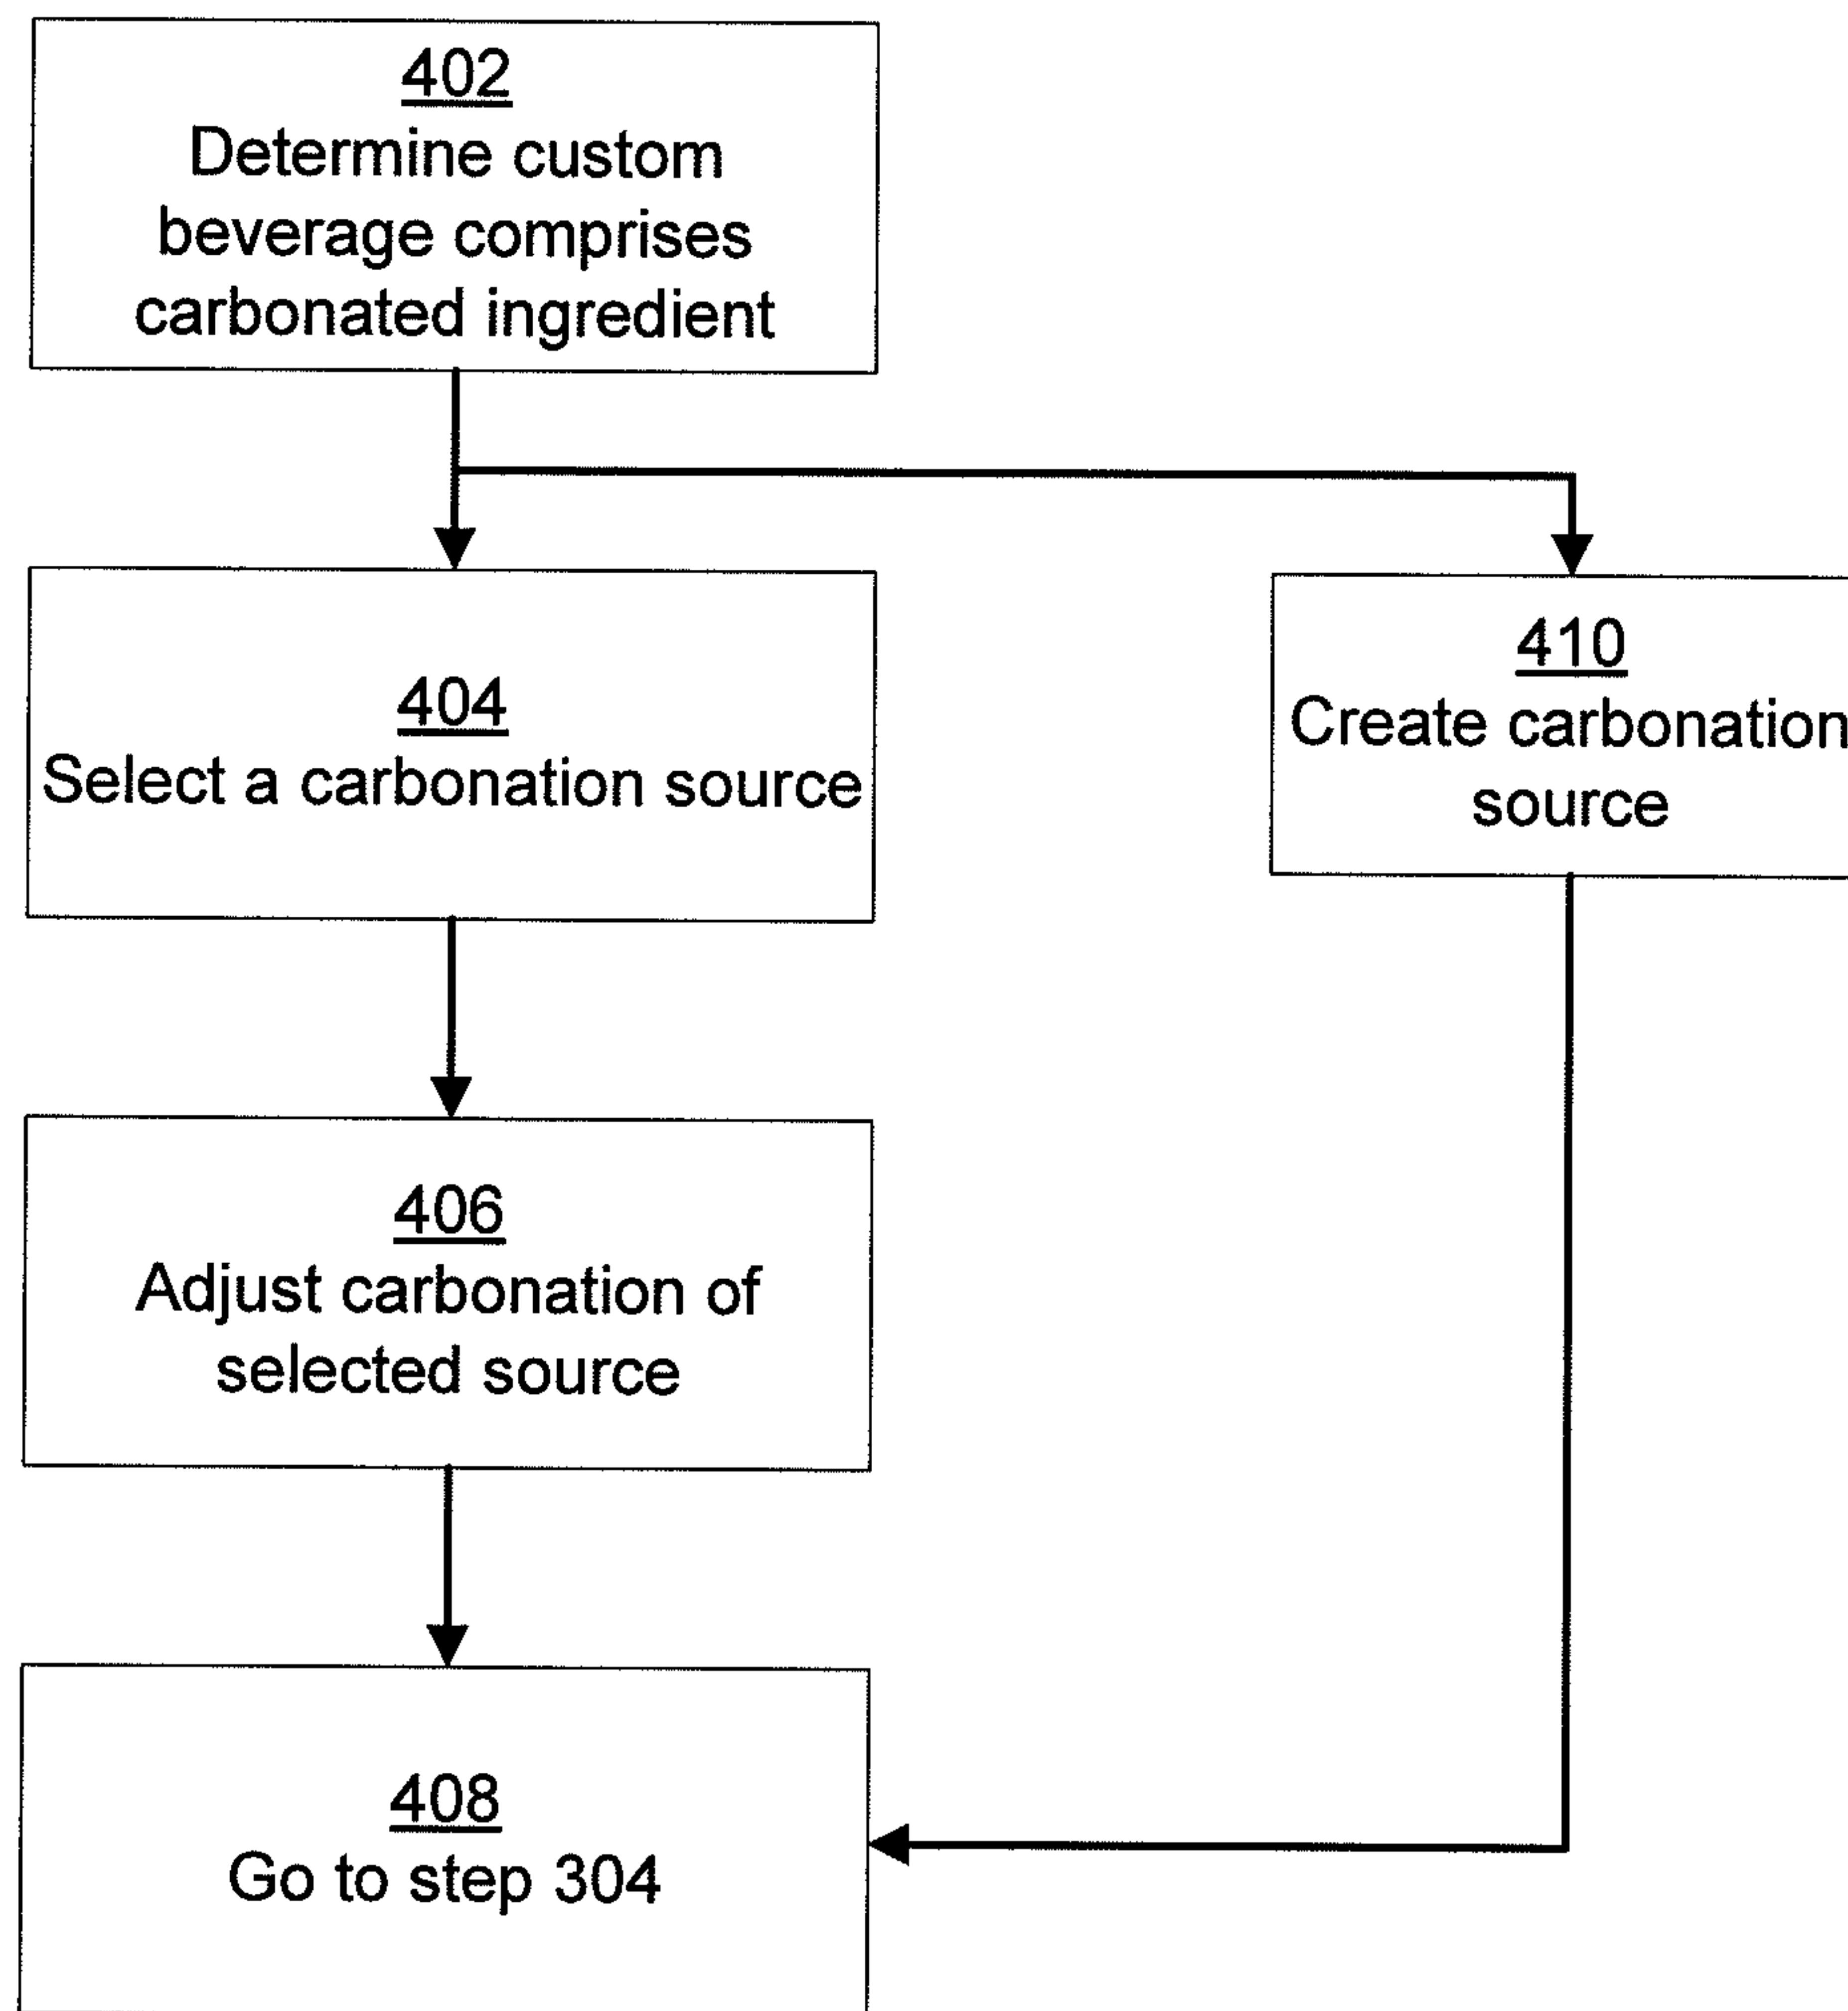 402
Determine custom
beverage comprises
carbonated ingredient
404
Select a carbonation source
410
Create carbonation
source
406
Adjust carbonation of
selected source
408
Go to step 304